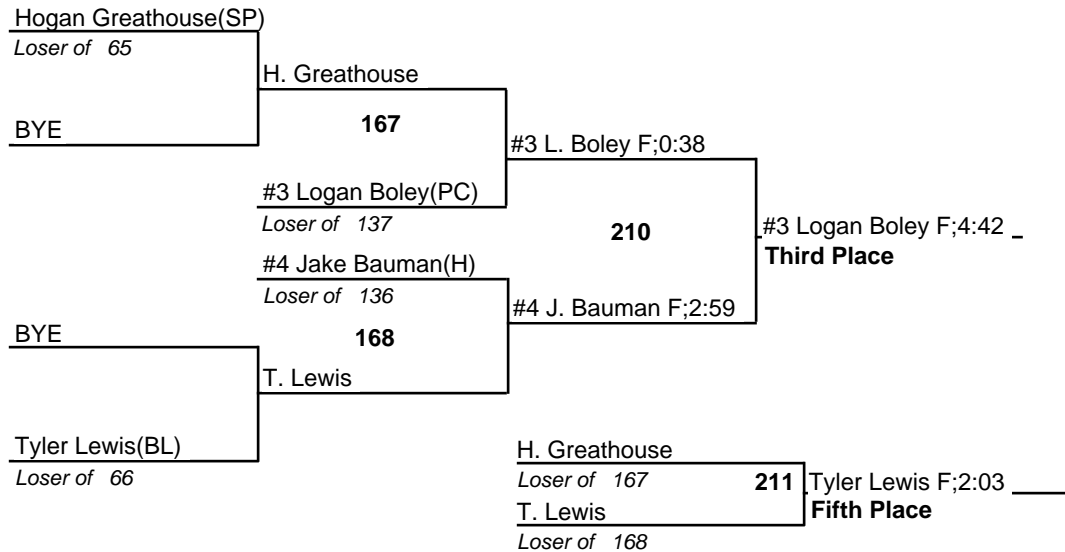 Hogan Greathouse(SP)
Loser of 65
H. Greathouse
167
BYE
#3 L. Boley F;0:38
#3 Logan Boley(PC)
Loser of 137
210
#3 Logan Boley F;4:42
Third Place
#4 Jake Bauman(H)
Loser of 136
#4 J. Bauman F;2:59
BYE
168
T. Lewis
Tyler Lewis(BL)
Loser of 66
H. Greathouse
Loser of 167
211
Tyler Lewis F;2:03
Fifth Place
T. Lewis
Loser of 168